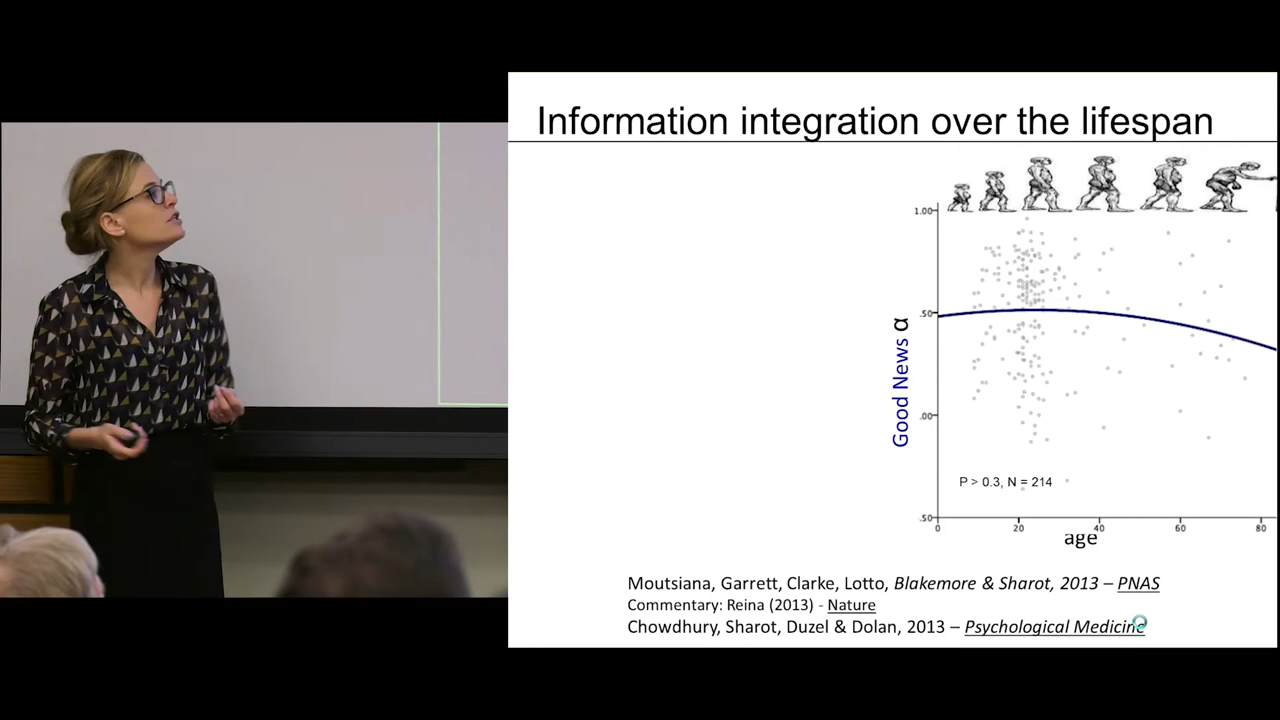 Information integration over the lifespan
1.00
.50
.00
.50
Good News α
P > 0.3, N = 214
0 20 40 60 80
age
Moutsiana, Garrett, Clarke, Lotto, Blakemore & Sharot, 2013 – PNAS
Commentary: Reina (2013) - Nature
Chowdhury, Sharot, Duzel & Dolan, 2013 – Psychological Medicine